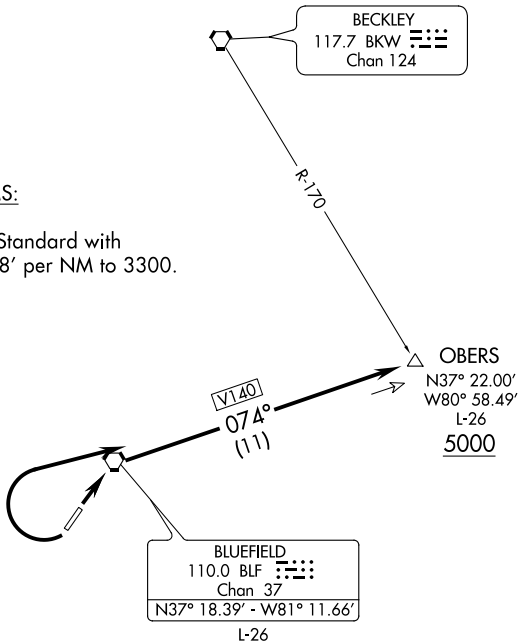 BECKLEY
117.7 BKW
Chan 124
R-170
S:
Standard with
8' per NM to 3300.
OBERS
N37° 22.00'
W80° 58.49'
L-26
5000
V140
074°
(11)
BLUEFIELD
110.0 BLF
Chan 37
N37° 18.39' - W81° 11.66'
L-26